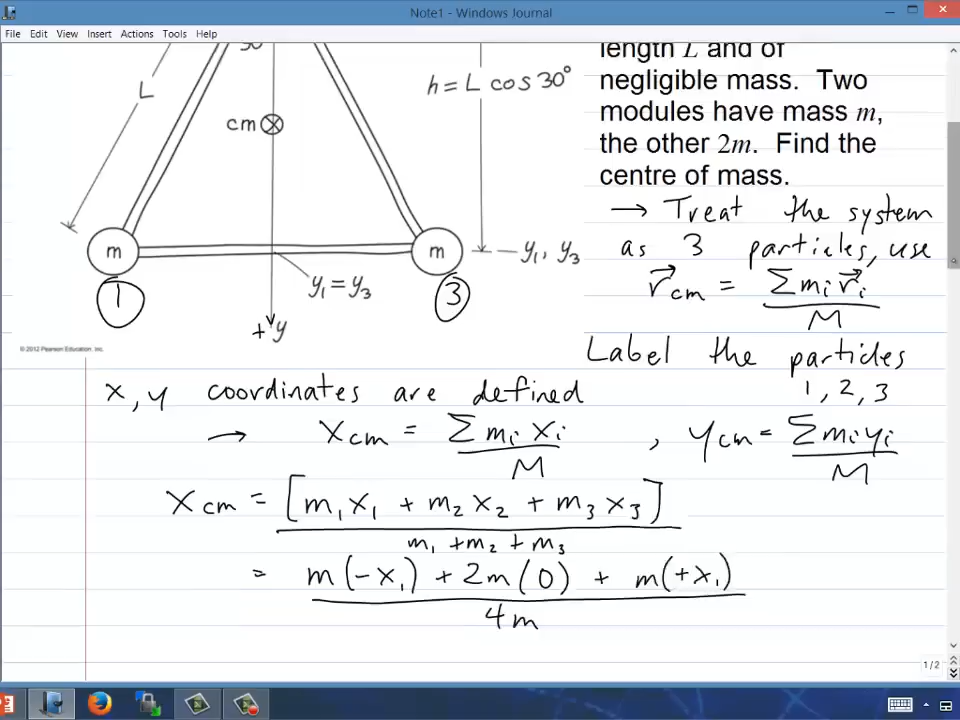 Note1 - Windows Journal
File Edit View Insert Actions Tools Help
30°
L
h = L cos 30°
cm
m
m
y₁, y₃
y₁ = y₃
1
3
+y
© 2012 Pearson Education, Inc.
length L and of
negligible mass. Two
modules have mass m,
the other 2m. Find the
centre of mass.
→ Treat the system
as 3 particles, use
r⃗cm = Σmᵢr⃗ᵢ / M
Label the particles
1, 2, 3
x, y coordinates are defined
→ Xcm = Σmᵢxᵢ / M , ycm = Σmᵢyᵢ / M
Xcm = [m₁x₁ + m₂x₂ + m₃x₃] / m₁ + m₂ + m₃
= m(-x₁) + 2m(0) + m(+x₁) / 4m
1/2